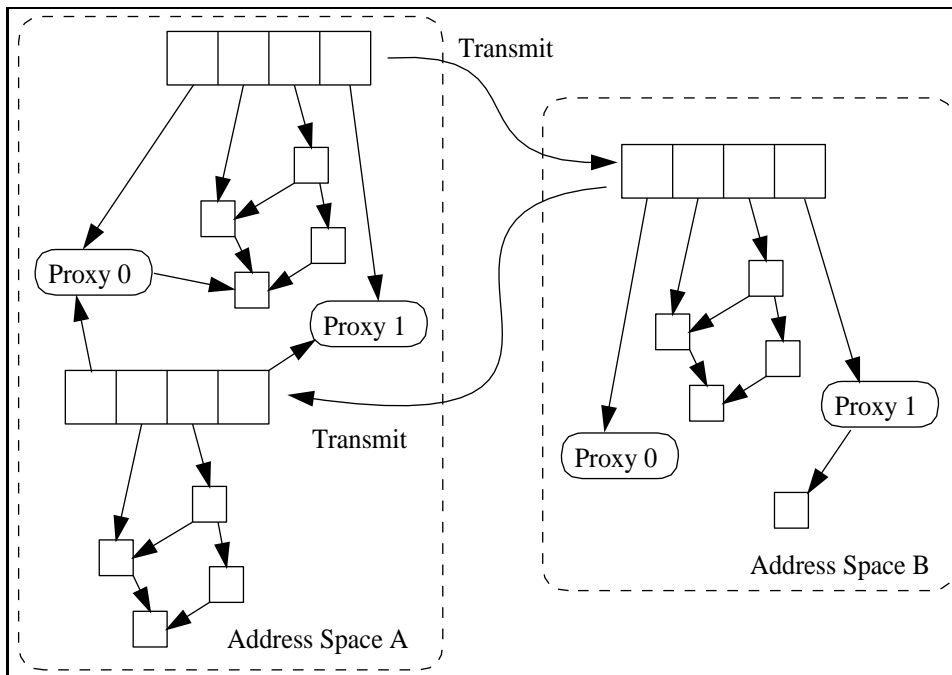 Transmit
Proxy 0
Proxy 1
Transmit
Address Space A
Proxy 1
Proxy 0
Address Space B